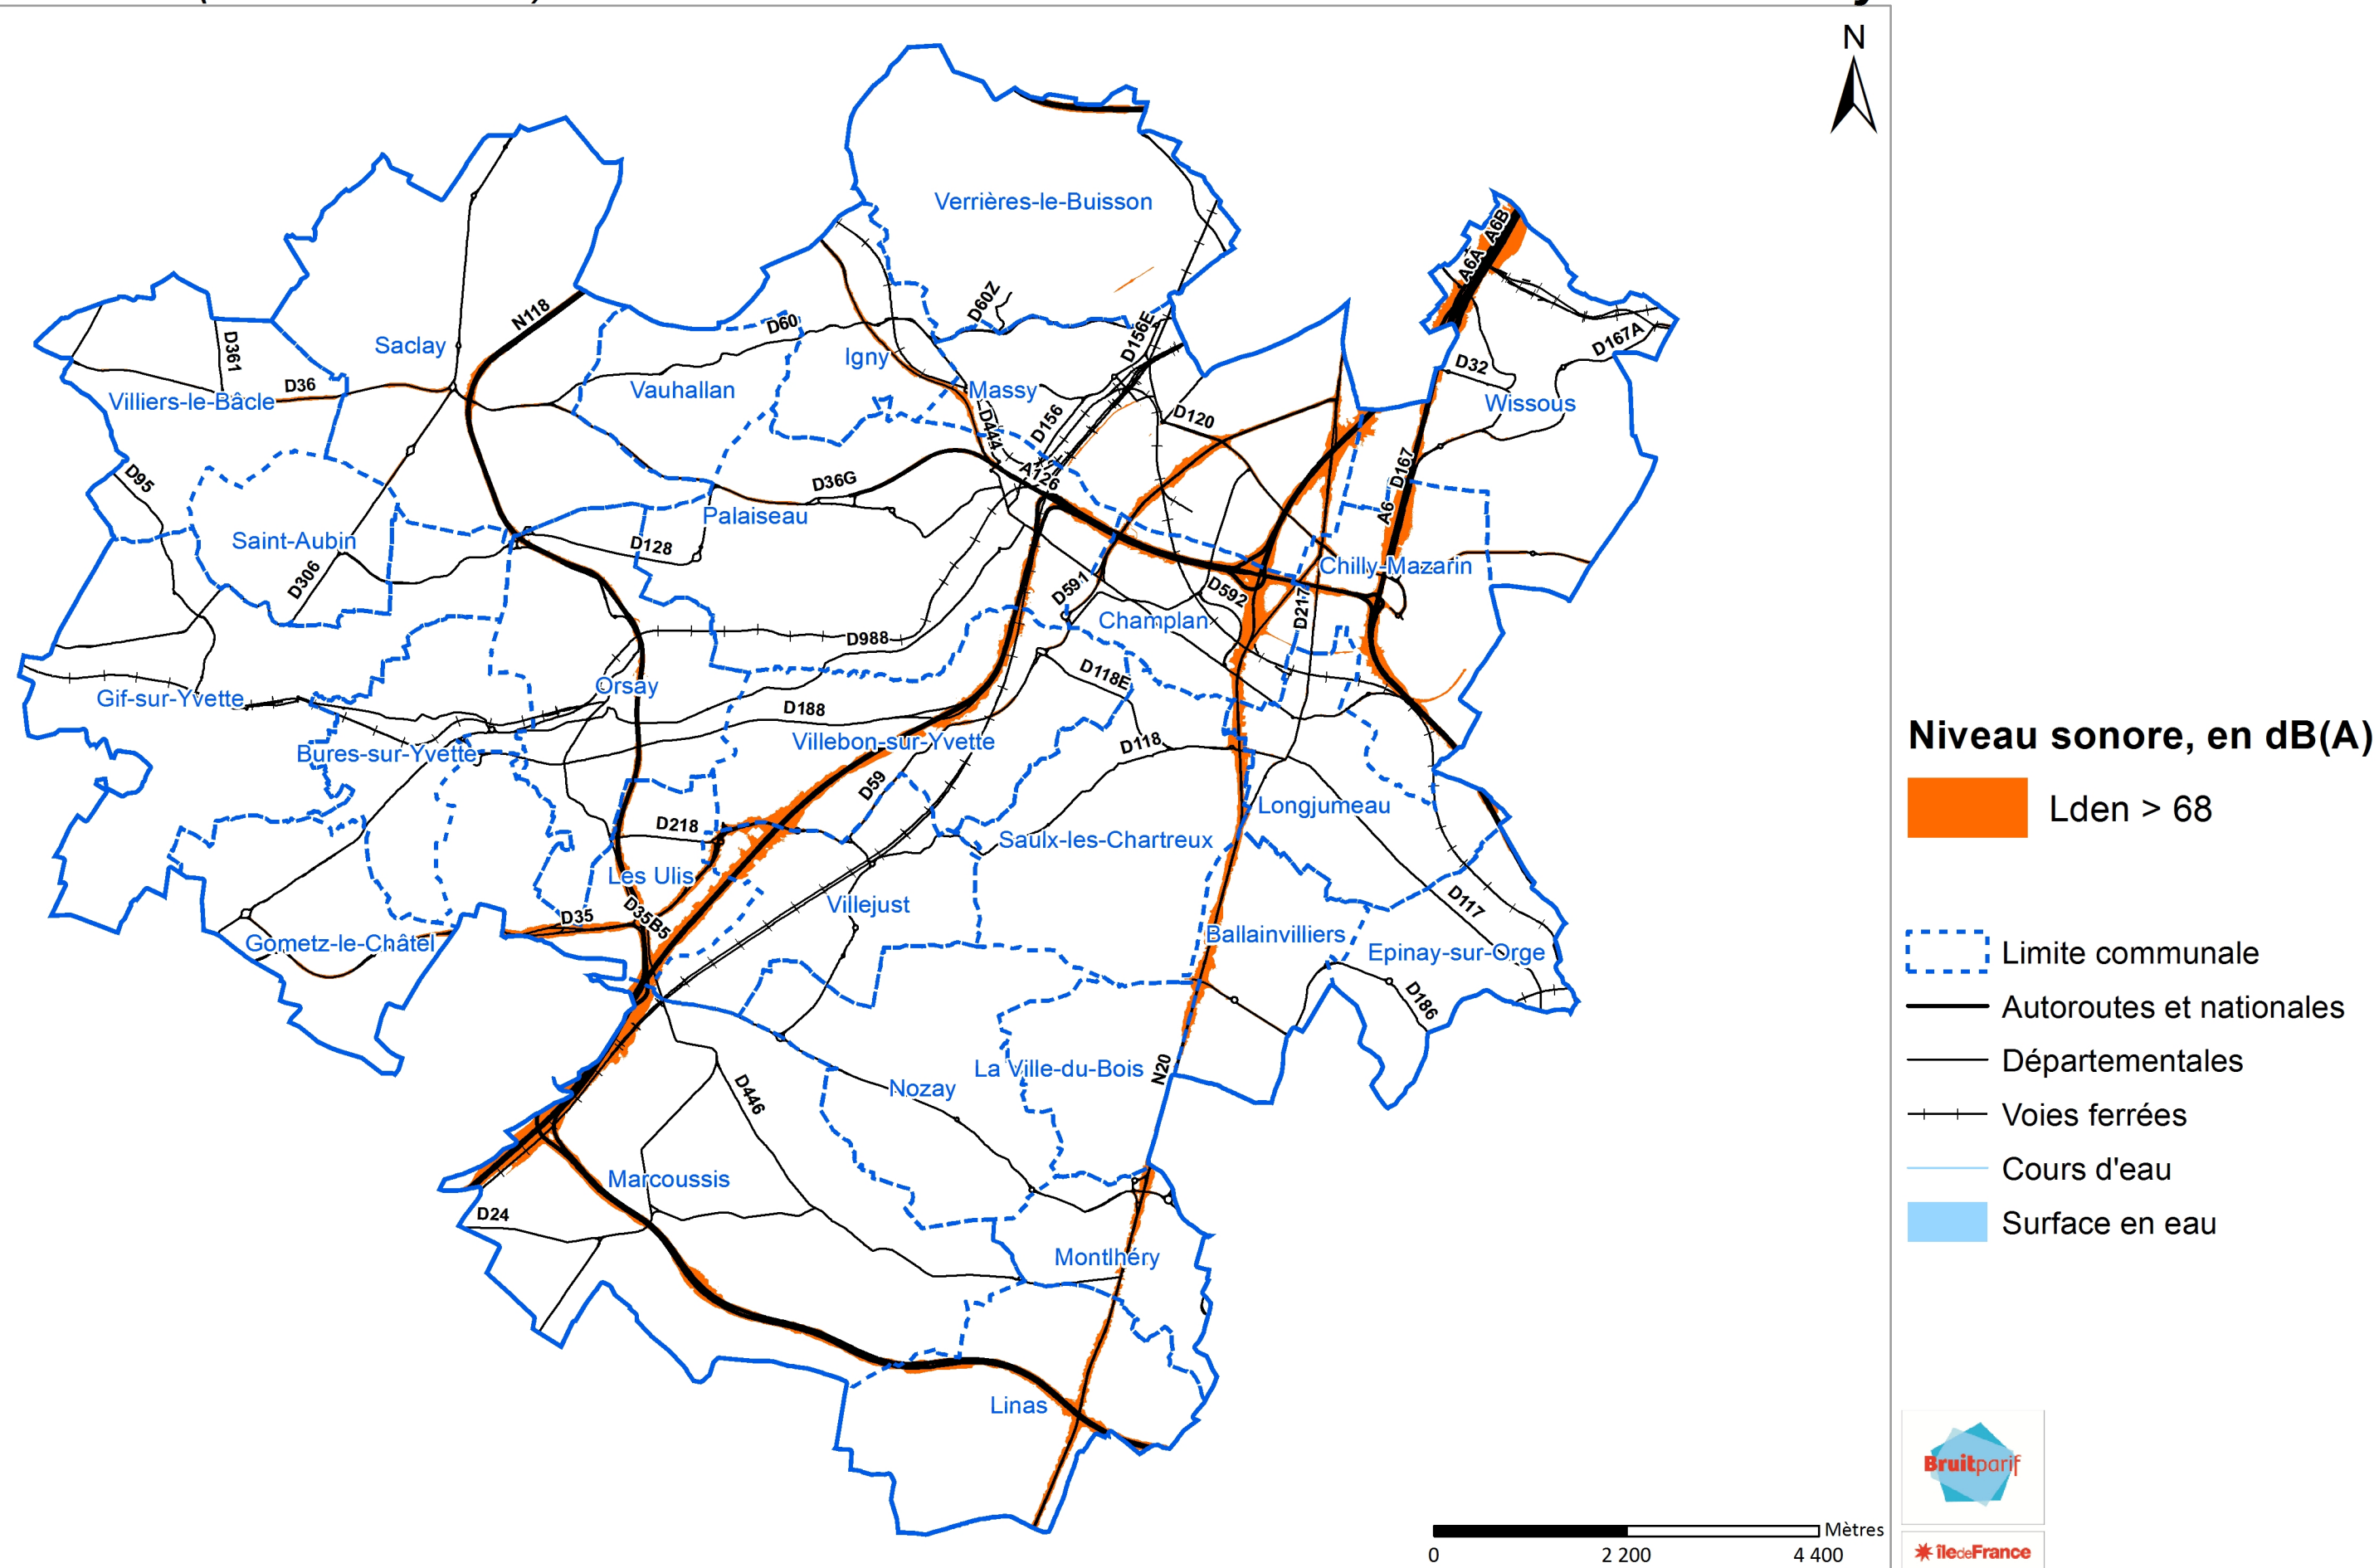 N
A6B
A6A
Verrières-le-Buisson
N118
D60Z
D60
D156E
D361
Saclay
Igny
D167A
D32
D36
Vauhallan
Massy
Villiers-le-Bâcle
Wissous
D156
D120
D444
D167
A126
D36G
D95
A6
Palaiseau
Saint-Aubin
D128
Chilly-Mazarin
D306
D591
D592
D217
Champlan
D988
D118E
Orsay
Gif-sur-Yvette
D188
Villebon-sur-Yvette
D118
Bures-sur-Yvette
D59
Longjumeau
D218
Saulx-les-Chartreux
Les Ulis
D117
Villejust
D35
D35B5
Ballainvilliers
Gometz-le-Châtel
Epinay-sur-Orge
D186
La Ville-du-Bois
N20
Nozay
D446
Marcoussis
D24
Montlhéry
Linas
Niveau sonore, en dB(A)
Lden > 68
Limite communale
Autoroutes et nationales
Départementales
Voies ferrées
Cours d'eau
Surface en eau
Bruitparif
Mètres
0 2 200 4 400
îledeFrance